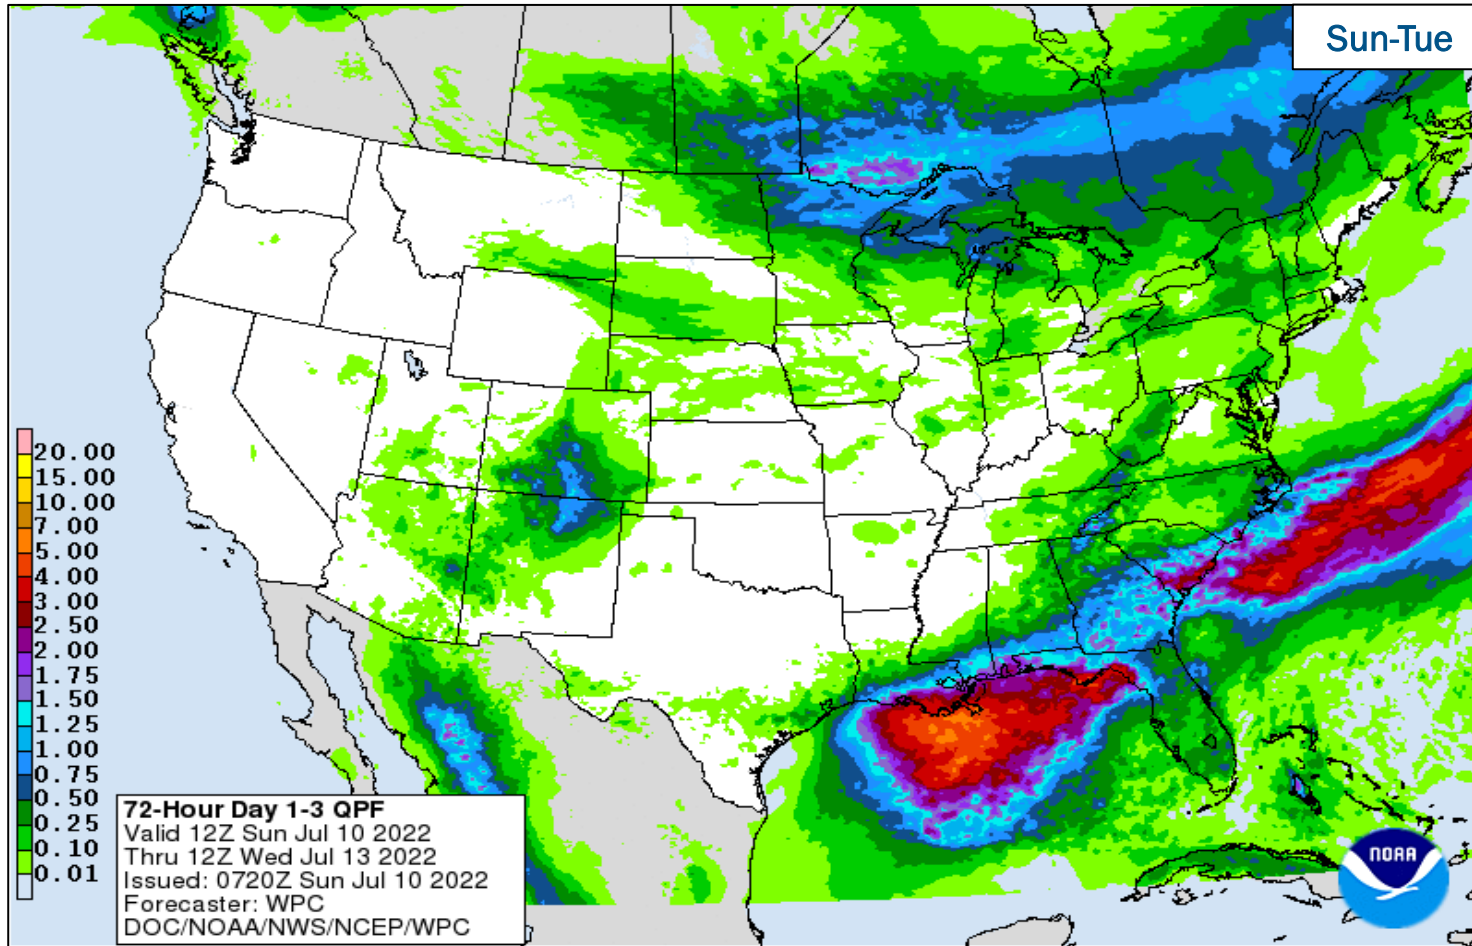 Sun-Tue
20.00
15.00
10.00
7.00
5.00
4.00
3.00
2.50
2.00
1.75
1.50
1.25
1.00
0.75
0.50
0.25
0.10
0.01
72-Hour Day 1-3 QPF
Valid 12Z Sun Jul 10 2022
Thru 12Z Wed Jul 13 2022
Issued: 0720Z Sun Jul 10 2022
Forecaster: WPC
DOC/NOAA/NWS/NCEP/WPC
NOAA